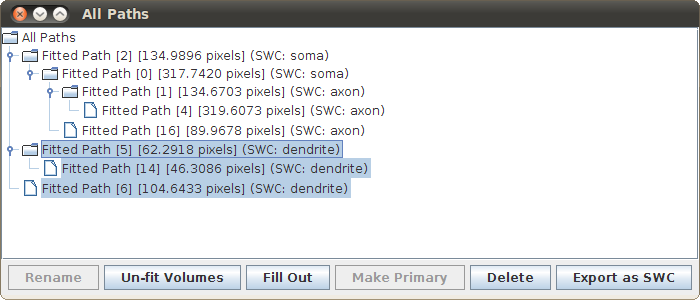 All Paths
All Paths
Fitted Path [2] [134.9896 pixels] (SWC: soma)
Fitted Path [0] [317.7420 pixels] (SWC: soma)
Fitted Path [1] [134.6703 pixels] (SWC: axon)
Fitted Path [4] [319.6073 pixels] (SWC: axon)
Fitted Path [16] [89.9678 pixels] (SWC: axon)
Fitted Path [5] [62.2918 pixels] (SWC: dendrite)
Fitted Path [14] [46.3086 pixels] (SWC: dendrite)
Fitted Path [6] [104.6433 pixels] (SWC: dendrite)
Rename Un-fit Volumes Fill Out Make Primary Delete Export as SWC